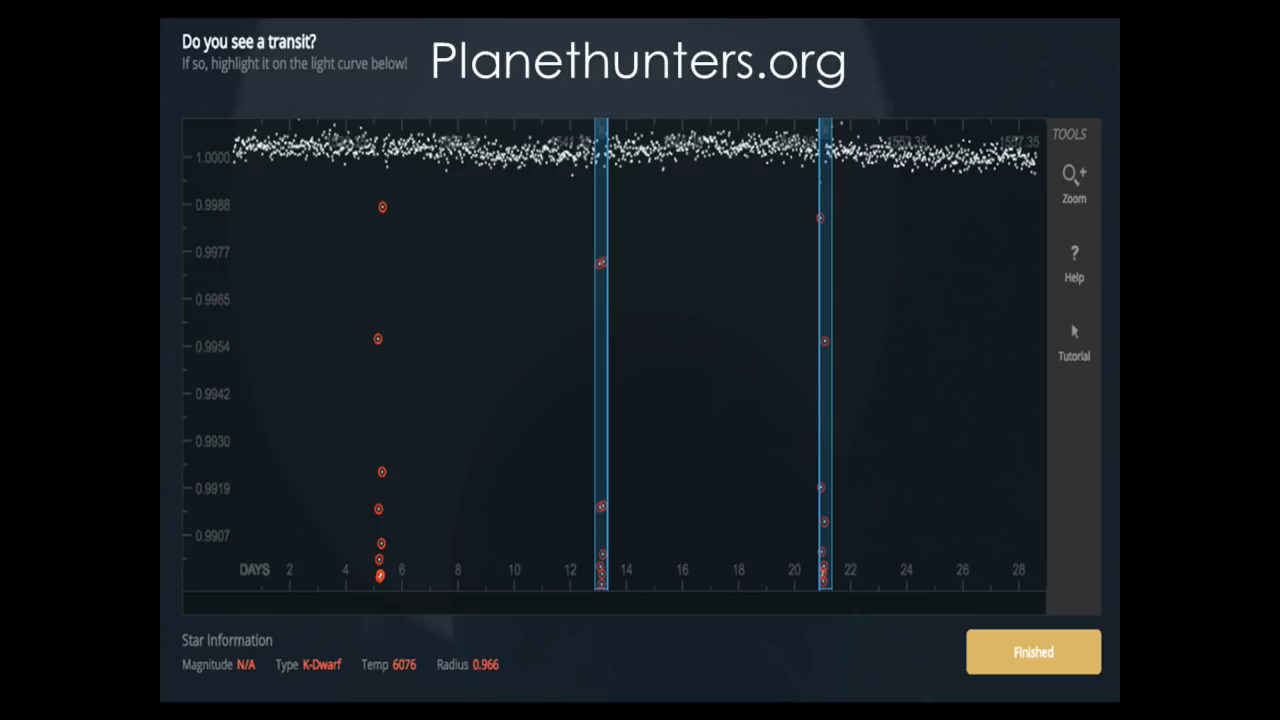 Do you see a transit?
If so, highlight it on the light curve below!
Planethunters.org
TOOLS
1.0000
0.9988
0.9977
0.9965
0.9954
0.9942
0.9930
0.9919
0.9907
Zoom
?
Help
Tutorial
DAYS 2 4 6 8 10 12 14 16 18 20 22 24 26 28
Star Information
Magnitude N/A Type K-Dwarf Temp 6076 Radius 0.966
Finished